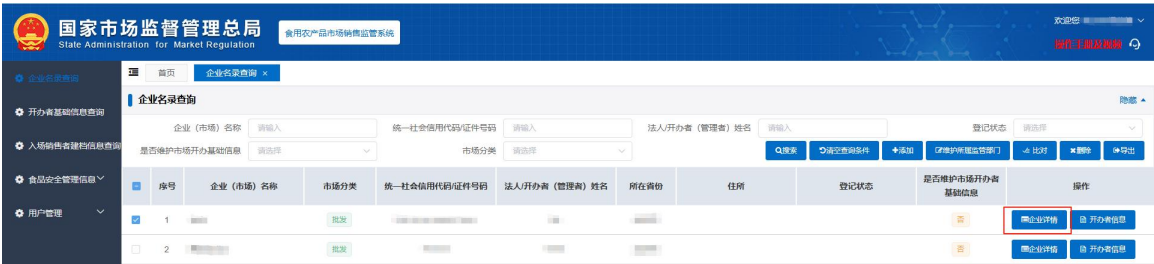 国家市场监督管理总局
State Administration for Market Regulation
食用农产品市场销售监管系统
欢迎您
企业名录查询
开办者基础信息查询
入场销售者建档信息查询
食品安全管理信息
用户管理
首页 企业名录查询 ×
企业名录查询 隐藏
企业（市场）名称 请输入 统一社会信用代码/证件号码 请输入 法人/开办者（管理者）姓名 请输入 登记状态 请选择
是否维护市场开办基础信息 请选择 市场分类 请选择 Q搜索 清空查询条件 +添加 维护所属监管部门 比对 ×删除 导出
序号 企业（市场）名称 市场分类 统一社会信用代码/证件号码 法人/开办者（管理者）姓名 所在省份 住所 登记状态 是否维护市场开办者基础信息 操作
1 批发 否 企业详情 开办者信息
2 批发 否 企业详情 开办者信息